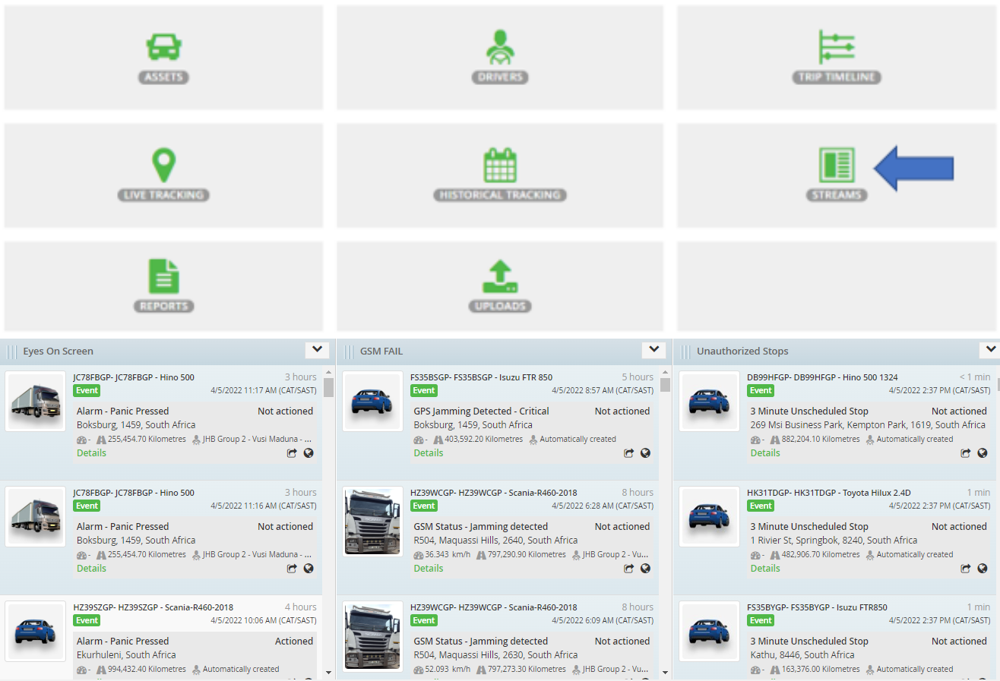 ASSETS
DRIVERS
TRIP TIMELINE
LIVE TRACKING
HISTORICAL TRACKING
STREAMS
REPORTS
UPLOADS
Eyes On Screen
JC78FBGP- JC78FBGP - Hino 500
3 hours
Event
4/5/2022 11:17 AM (CAT/SAST)
Alarm - Panic Pressed
Not actioned
Boksburg, 1459, South Africa
- 255,454.70 Kilometres JHB Group 2 - Vusi Maduna - ...
Details
JC78FBGP- JC78FBGP - Hino 500
3 hours
Event
4/5/2022 11:16 AM (CAT/SAST)
Alarm - Panic Pressed
Not actioned
Boksburg, 1459, South Africa
- 255,454.70 Kilometres JHB Group 2 - Vusi Maduna - ...
Details
HZ39SZGP- HZ39SZGP - Scania-R460-2018
4 hours
Event
4/5/2022 10:06 AM (CAT/SAST)
Alarm - Panic Pressed
Actioned
Ekurhuleni, South Africa
- 994,432.40 Kilometres Automatically created
GSM FAIL
FS35BSGP- FS35BSGP - Isuzu FTR 850
5 hours
Event
4/5/2022 8:57 AM (CAT/SAST)
GPS Jamming Detected - Critical
Not actioned
Boksburg, 1459, South Africa
- 403,592.20 Kilometres Automatically created
Details
HZ39WCGP- HZ39WCGP - Scania-R460-2018
8 hours
Event
4/5/2022 6:28 AM (CAT/SAST)
GSM Status - Jamming detected
Not actioned
R504, Maquassi Hills, 2640, South Africa
36.343 km/h 797,290.90 Kilometres JHB Group 2 - Vu...
Details
HZ39WCGP- HZ39WCGP - Scania-R460-2018
8 hours
Event
4/5/2022 6:09 AM (CAT/SAST)
GSM Status - Jamming detected
Not actioned
R504, Maquassi Hills, 2630, South Africa
52.093 km/h 797,273.30 Kilometres JHB Group 2 - Vu...
Unauthorized Stops
DB99HFGP- DB99HFGP - Hino 500 1324
< 1 min
Event
4/5/2022 2:37 PM (CAT/SAST)
3 Minute Unscheduled Stop
Not actioned
269 Msi Business Park, Kempton Park, 1619, South Africa
- 882,204.10 Kilometres Automatically created
Details
HK31TDGP- HK31TDGP - Toyota Hilux 2.4D
1 min
Event
4/5/2022 2:37 PM (CAT/SAST)
3 Minute Unscheduled Stop
Not actioned
1 Rivier St, Springbok, 8240, South Africa
- 482,906.70 Kilometres Automatically created
Details
FS35BYGP- FS35BYGP - Isuzu FTR850
1 min
Event
4/5/2022 2:37 PM (CAT/SAST)
3 Minute Unscheduled Stop
Not actioned
Kathu, 8446, South Africa
- 163,376.00 Kilometres Automatically created